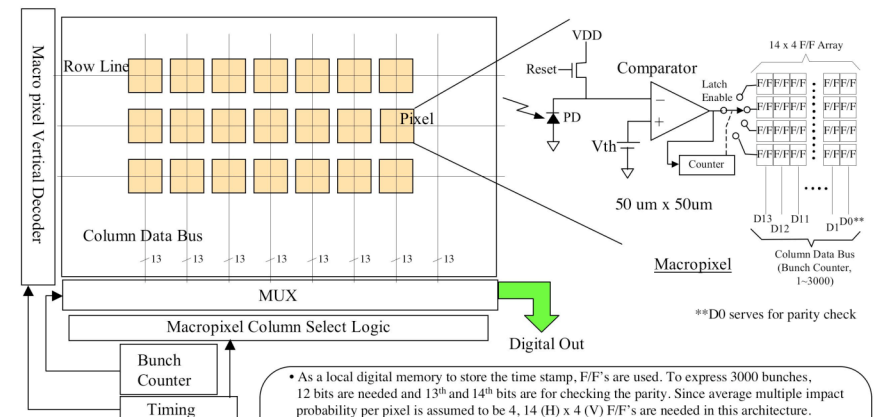 Macro pixel Vertical Decoder
Row Line
Pixel
Column Data Bus
13 13 13 13 13 13 13 13
MUX
Macropixel Column Select Logic
Bunch
Counter
Timing
Digital Out
VDD
Reset
PD
Vth
Comparator
Counter
Latch
Enable
50 um x 50um
Macropixel
14 x 4 F/F Array
F/F F/F F/F F/F F/F
F/F F/F F/F F/F F/F
F/F F/F F/F F/F F/F
F/F F/F F/F F/F F/F
D13 D12 D11 D1 D0**
Column Data Bus
(Bunch Counter,
1~3000)
**D0 serves for parity check
• As a local digital memory to store the time stamp, F/F's are used. To express 3000 bunches,
12 bits are needed and 13th and 14th bits are for checking the parity. Since average multiple impact
probability per pixel is assumed to be 4, 14 (H) x 4 (V) F/F's are needed in this architecture.